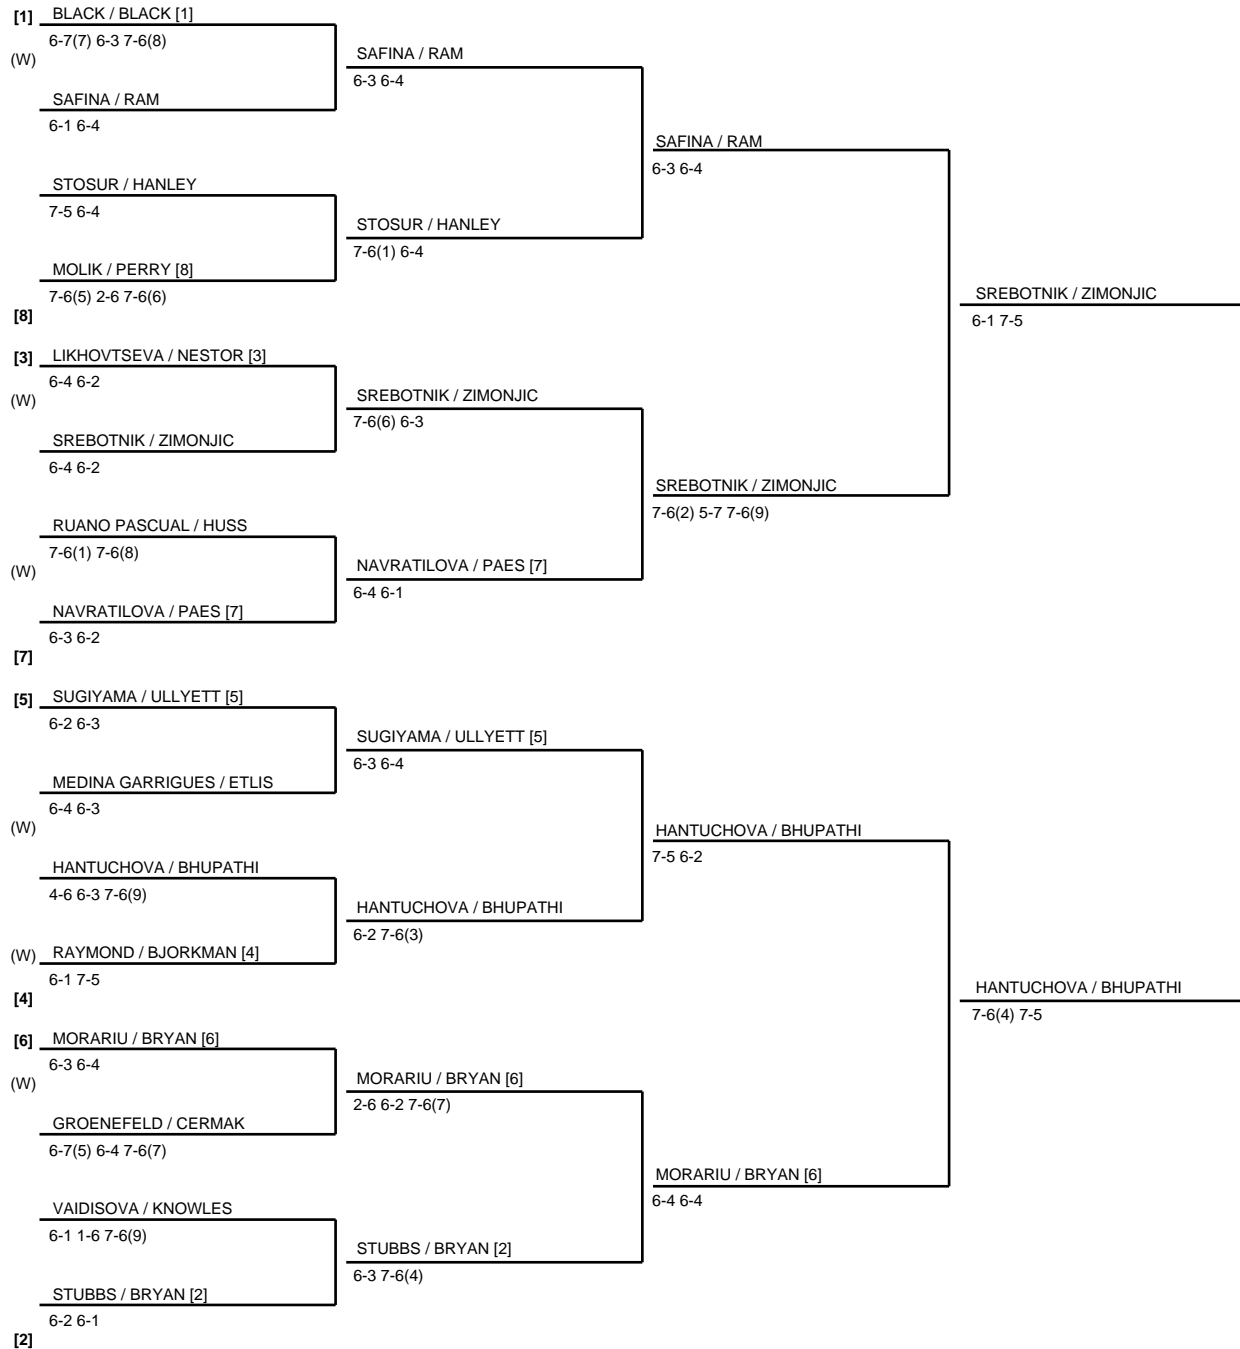 [1] BLACK / BLACK [1]
6-7(7) 6-3 7-6(8)
(W)
SAFINA / RAM
6-1 6-4
STOSUR / HANLEY
7-5 6-4
MOLIK / PERRY [8]
7-6(5) 2-6 7-6(6)
[8]
[3] LIKHOVTSEVA / NESTOR [3]
6-4 6-2
(W)
SREBOTNIK / ZIMONJIC
6-4 6-2
RUANO PASCUAL / HUSS
7-6(1) 7-6(8)
(W)
NAVRATILOVA / PAES [7]
6-3 6-2
[7]
[5] SUGIYAMA / ULLYETT [5]
6-2 6-3
MEDINA GARRIGUES / ETLIS
6-4 6-3
(W)
HANTUCHOVA / BHUPATHI
4-6 6-3 7-6(9)
(W) RAYMOND / BJORKMAN [4]
6-1 7-5
[4]
[6] MORARIU / BRYAN [6]
6-3 6-4
(W)
GROENEFELD / CERMAK
6-7(5) 6-4 7-6(7)
VAIDISOVA / KNOWLES
6-1 1-6 7-6(9)
STUBBS / BRYAN [2]
6-2 6-1
[2]
SAFINA / RAM
6-3 6-4
STOSUR / HANLEY
7-6(1) 6-4
SREBOTNIK / ZIMONJIC
7-6(6) 6-3
NAVRATILOVA / PAES [7]
6-4 6-1
SUGIYAMA / ULLYETT [5]
6-3 6-4
HANTUCHOVA / BHUPATHI
6-2 7-6(3)
MORARIU / BRYAN [6]
2-6 6-2 7-6(7)
STUBBS / BRYAN [2]
6-3 7-6(4)
SAFINA / RAM
6-3 6-4
SREBOTNIK / ZIMONJIC
7-6(2) 5-7 7-6(9)
HANTUCHOVA / BHUPATHI
7-5 6-2
MORARIU / BRYAN [6]
6-4 6-4
SREBOTNIK / ZIMONJIC
6-1 7-5
HANTUCHOVA / BHUPATHI
7-6(4) 7-5